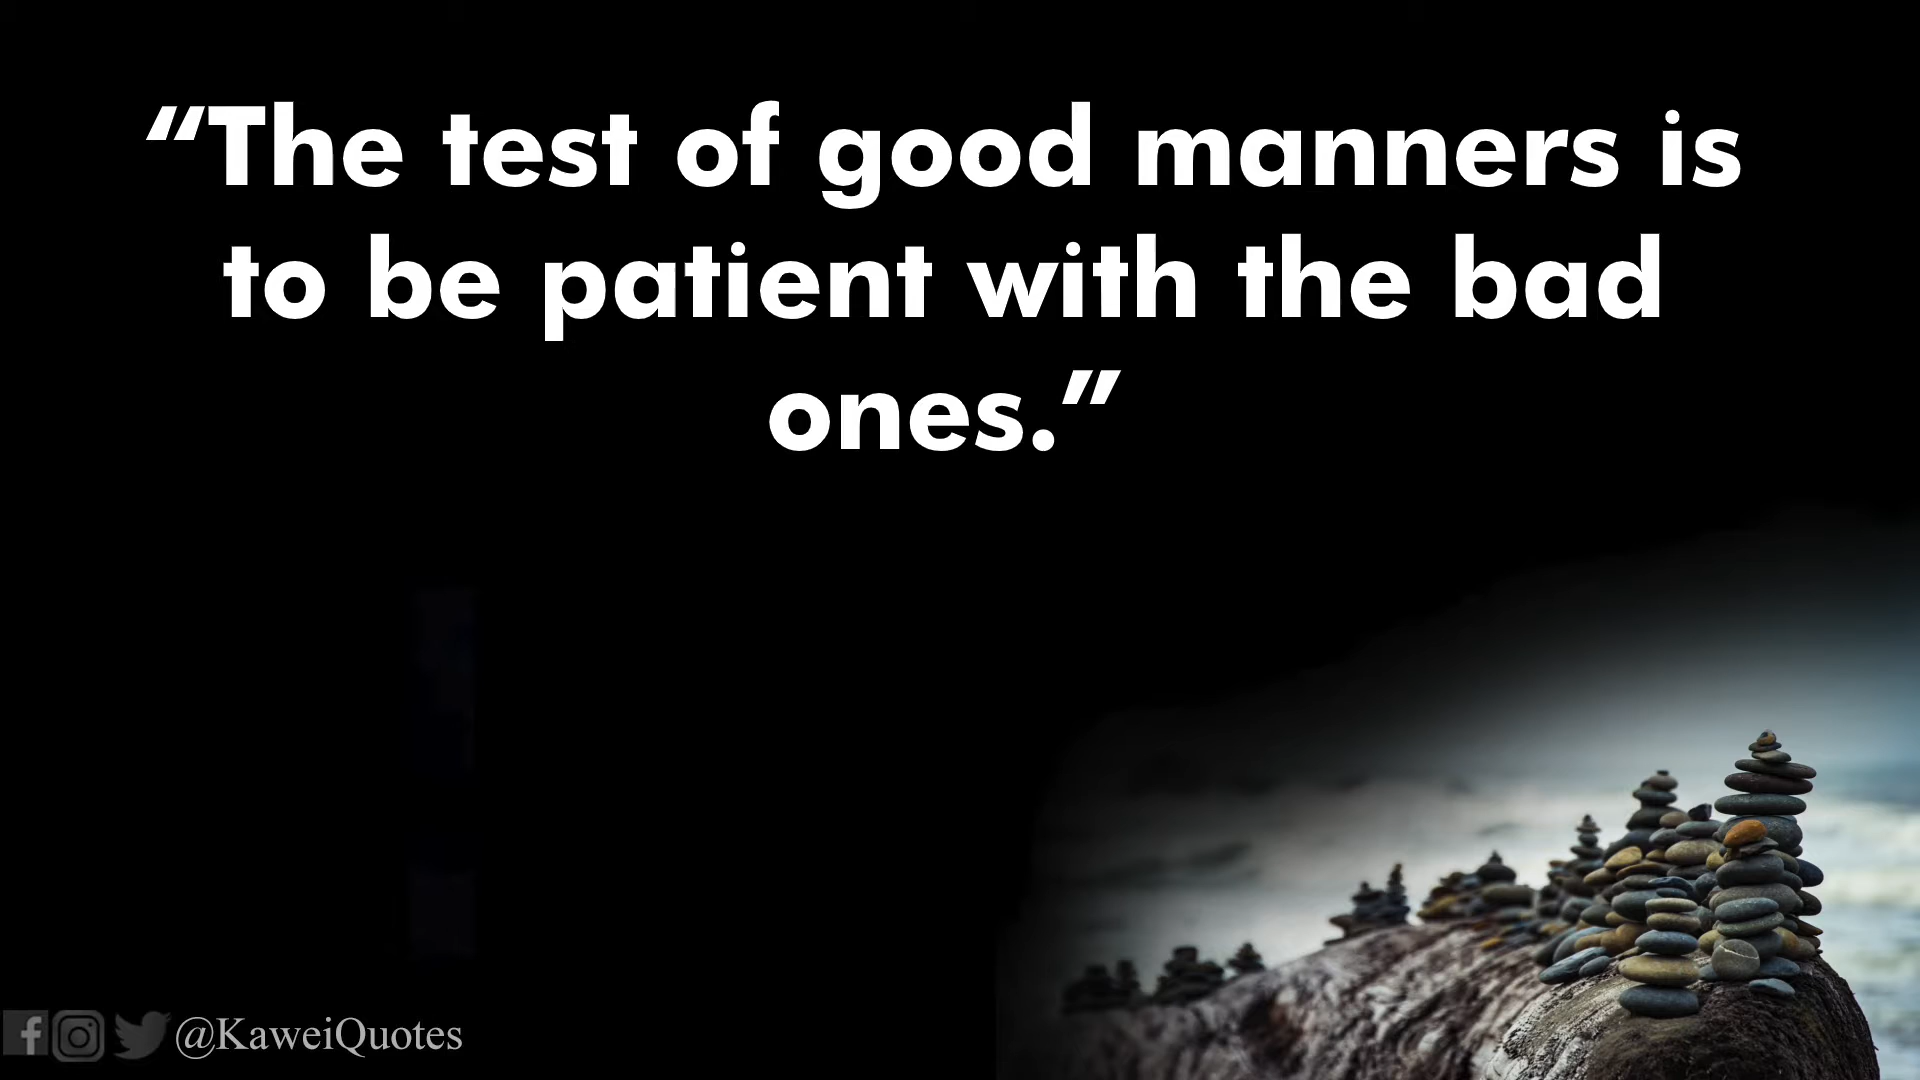 “The test of good manners is
to be patient with the bad
ones.”
@KaweiQuotes